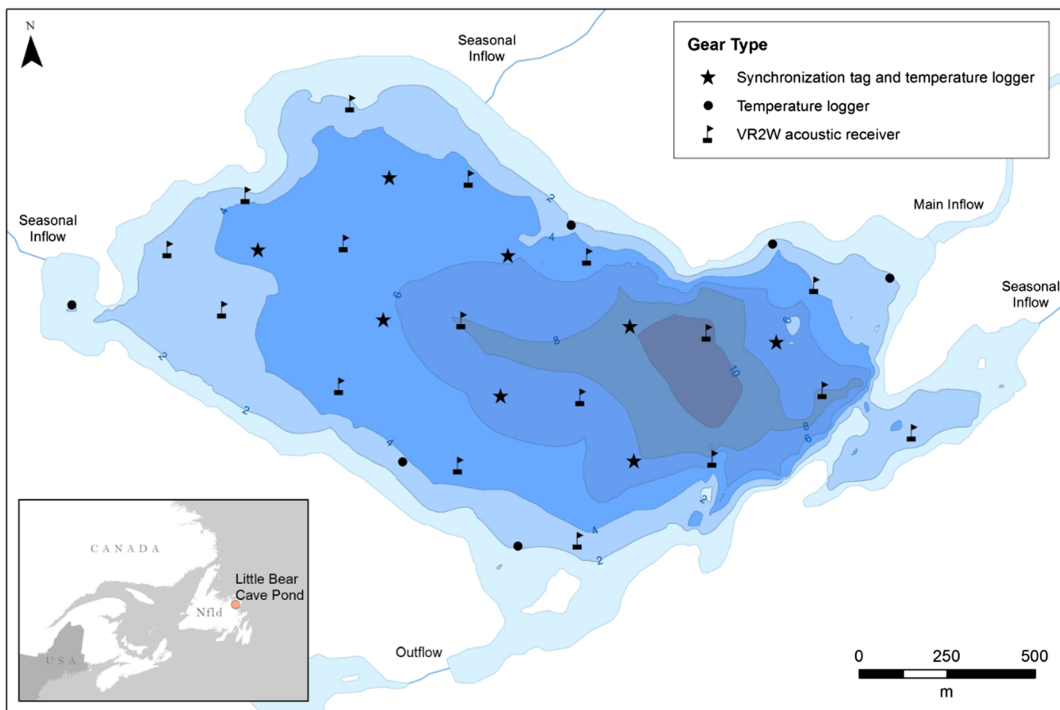 N
Seasonal
Inflow
Gear Type
Synchronization tag and temperature logger
Temperature logger
VR2W acoustic receiver
Main Inflow
Seasonal
Inflow
Seasonal
Inflow
2
4
4
6
6
8
10
2
2
4
8
6
2
4
2
CANADA
Nfld
USA
Little Bear
Cave Pond
Outflow
0 250 500
m